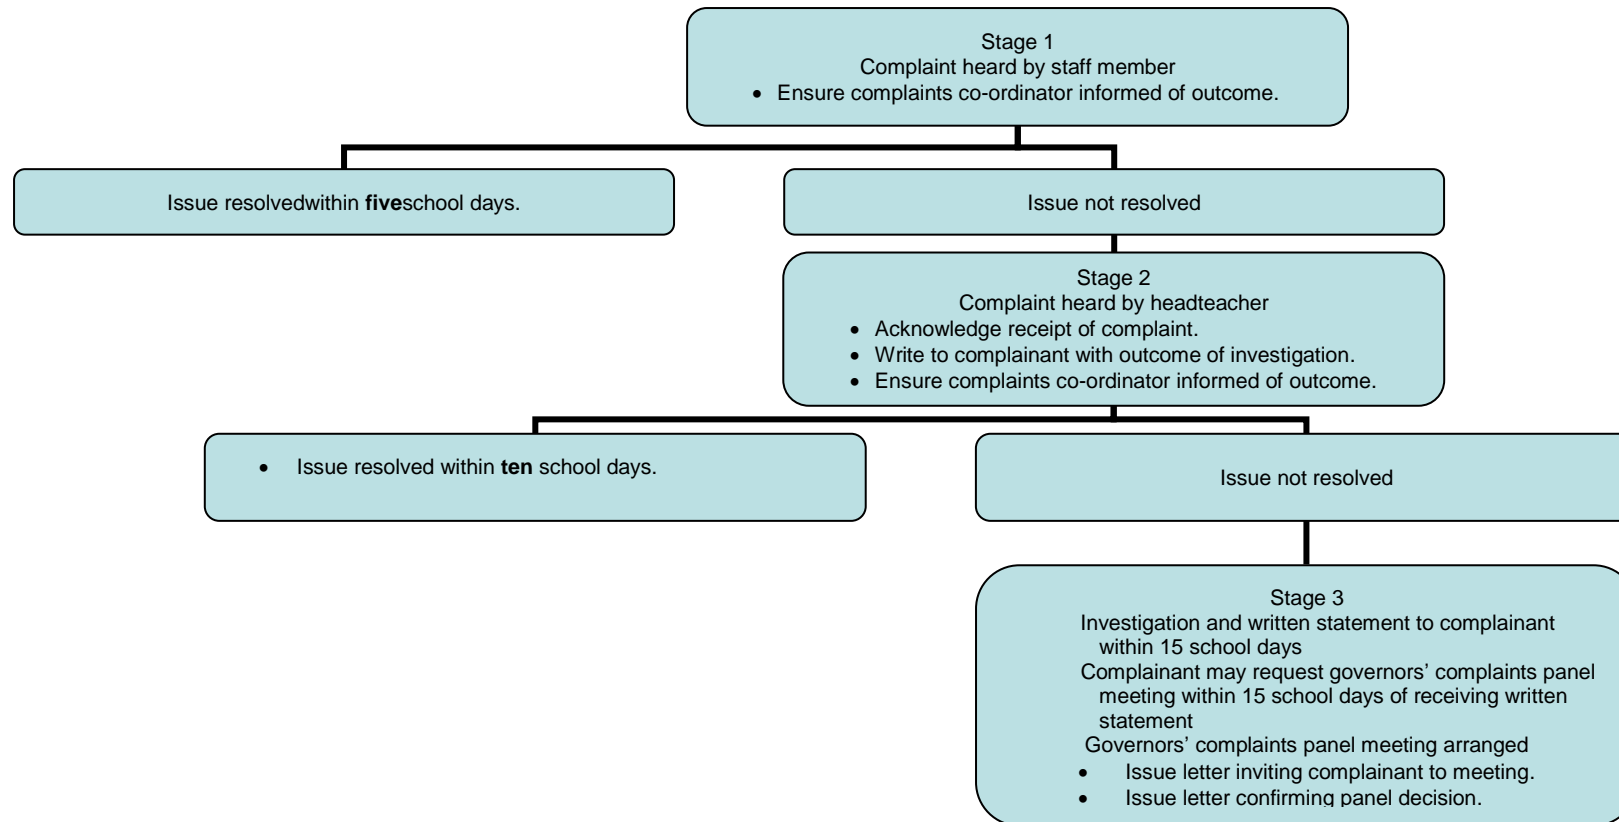 Stage 1
Complaint heard by staff member
• Ensure complaints co-ordinator informed of outcome.
Issue resolvedwithin fiveschool days.
Issue not resolved
Stage 2
Complaint heard by headteacher
• Acknowledge receipt of complaint.
• Write to complainant with outcome of investigation.
• Ensure complaints co-ordinator informed of outcome.
• Issue resolved within ten school days.
Issue not resolved
Stage 3
Investigation and written statement to complainant
within 15 school days
Complainant may request governors’ complaints panel
meeting within 15 school days of receiving written
statement
Governors’ complaints panel meeting arranged
• Issue letter inviting complainant to meeting.
• Issue letter confirming panel decision.